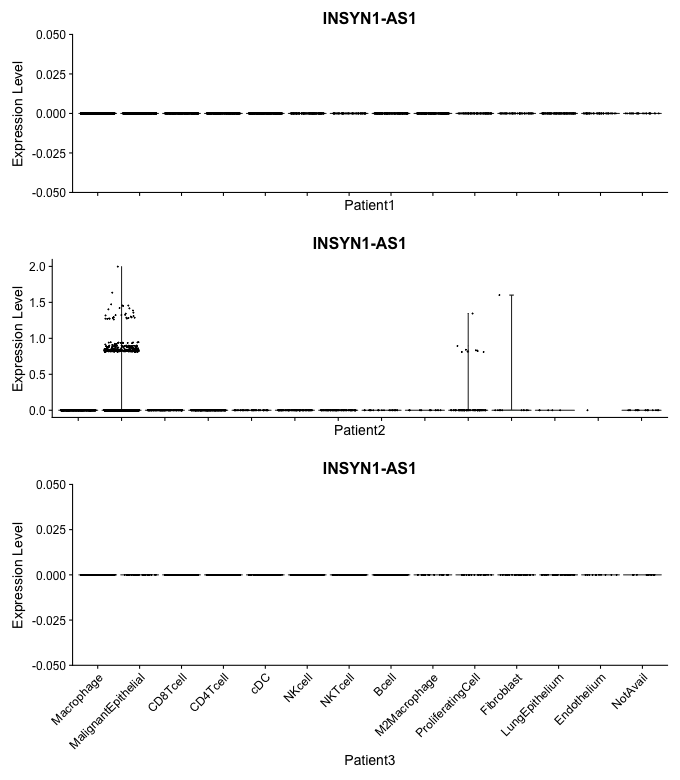 INSYN1-AS1
Expression Level
0.050
0.025
0.000
-0.025
-0.050
Patient1
INSYN1-AS1
Expression Level
2.0
1.5
1.0
0.5
0.0
Patient2
INSYN1-AS1
Expression Level
0.050
0.025
0.000
-0.025
-0.050
Macrophage
MalignantEpithelial
CD8Tcell
CD4Tcell
cDC
NKcell
NKTcell
Bcell
M2Macrophage
ProliferatingCell
Fibroblast
LungEpithelium
Endothelium
NotAvail
Patient3